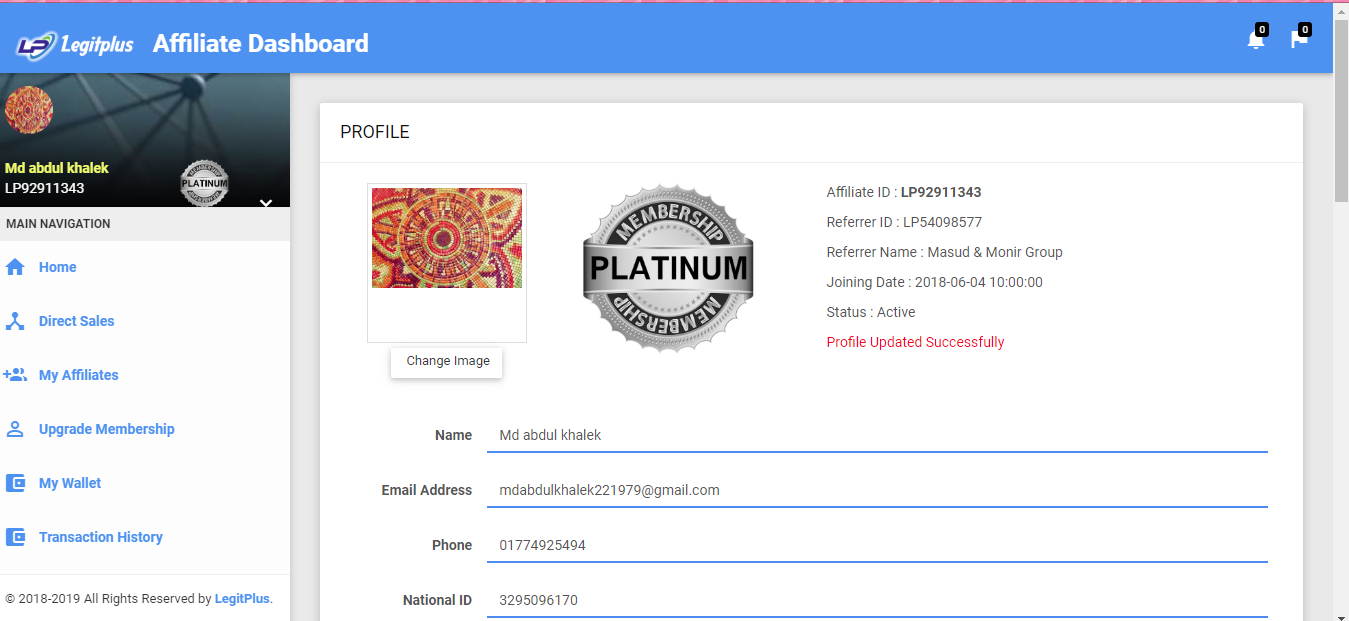 LP Legitplus Affiliate Dashboard
0 0
Md abdul khalek
LP92911343
MEMBERSHIP
PLATINUM
MEMBERSHIP
MAIN NAVIGATION
Home
Direct Sales
My Affiliates
Upgrade Membership
My Wallet
Transaction History
© 2018-2019 All Rights Reserved by LegitPlus.
PROFILE
Change Image
MEMBERSHIP
PLATINUM
MEMBERSHIP
Affiliate ID : LP92911343
Referrer ID : LP54098577
Referrer Name : Masud & Monir Group
Joining Date : 2018-06-04 10:00:00
Status : Active
Profile Updated Successfully
Name Md abdul khalek
Email Address mdabdulkhalek221979@gmail.com
Phone 01774925494
National ID 3295096170